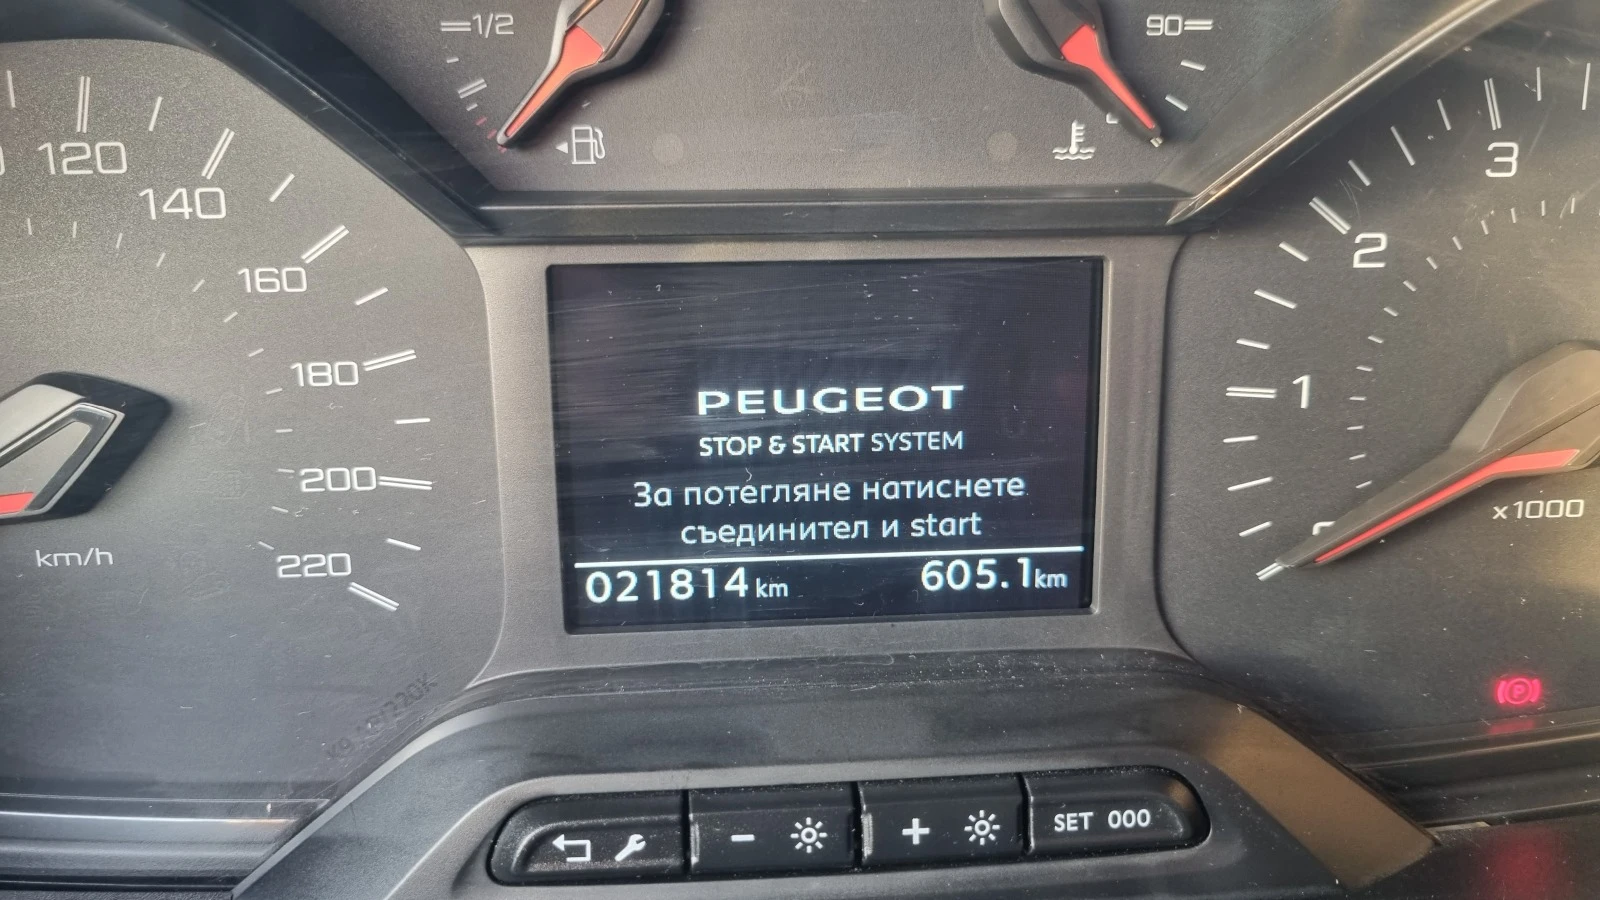 1/2
90
120
140
160
180
200
220
km/h
3
2
1
x1000
PEUGEOT
STOP & START SYSTEM
За потегляне натиснете
съединител и start
021814 km
605.1 km
P
SET 000